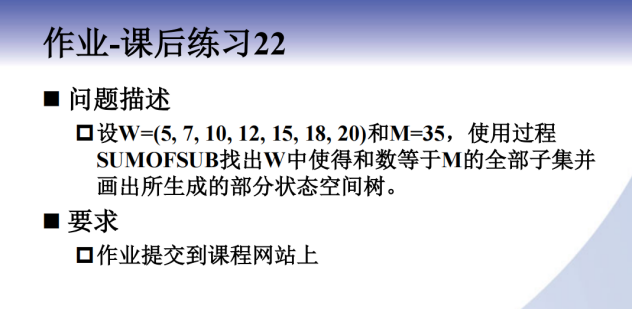 作业-课后练习22
■ 问题描述
设W=(5, 7, 10, 12, 15, 18, 20)和M=35，使用过程
SUMOFSUB找出W中使得和数等于M的全部子集并
画出所生成的部分状态空间树。
■ 要求
作业提交到课程网站上